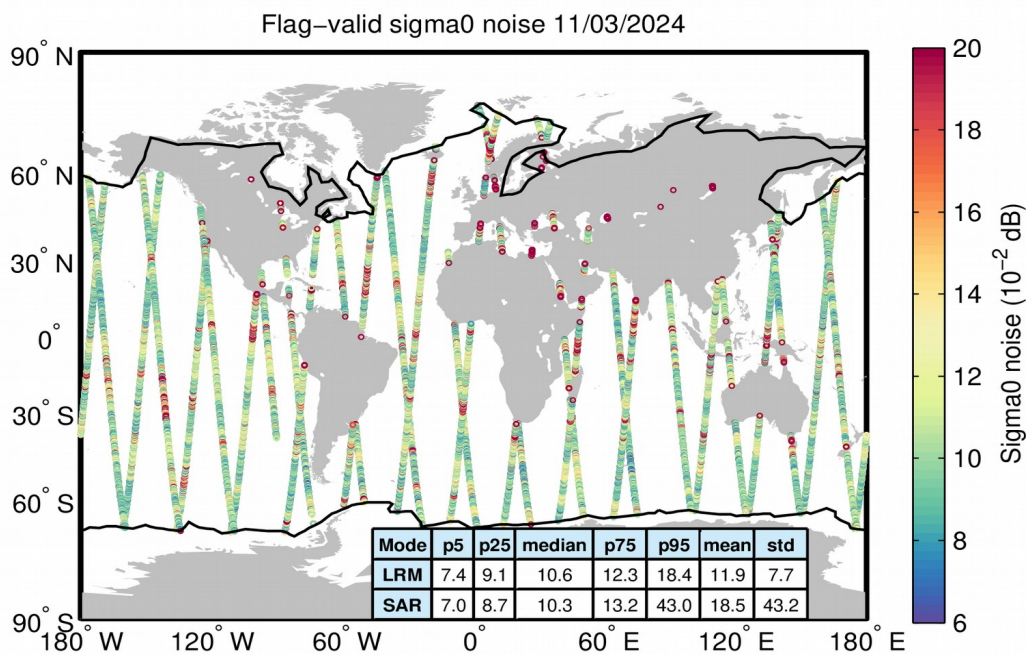 Flag−valid sigma0 noise 11/03/2024
90° N
60° N
30° N
0°
30° S
60° S
90° S
180° W
120° W
60° W
0°
60° E
120° E
180° E
Mode p5 p25 median p75 p95 mean std
LRM 7.4 9.1 10.6 12.3 18.4 11.9 7.7
SAR 7.0 8.7 10.3 13.2 43.0 18.5 43.2
20
18
16
14
12
10
8
6
Sigma0 noise (10⁻² dB)